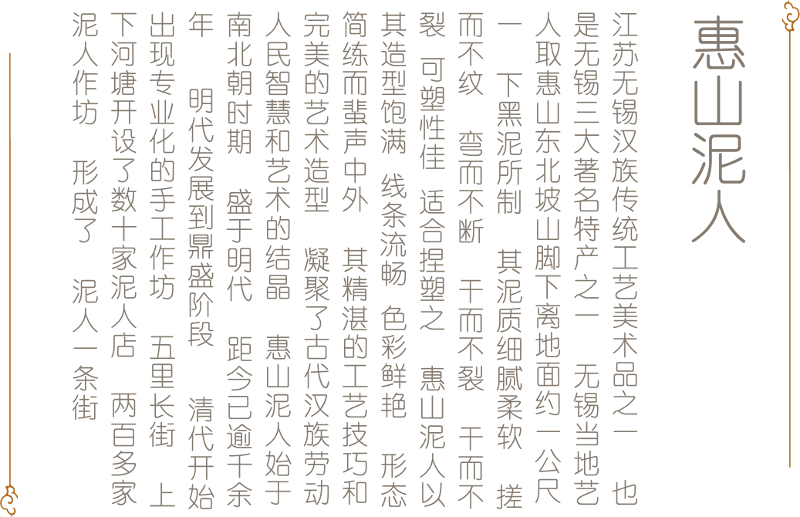 惠山泥人
江苏无锡汉族传统工艺美术品之一 也
是无锡三大著名特产之一 无锡当地艺
人取惠山东北坡山脚下离地面约一公尺
一 下黑泥所制 其泥质细腻柔软 搓
而不纹 弯而不断 干而不裂 干而不
裂 可塑性佳 适合捏塑之 惠山泥人以
其造型饱满 线条流畅 色彩鲜艳 形态
简练而蜚声中外 其精湛的工艺技巧和
完美的艺术造型 凝聚了古代汉族劳动
人民智慧和艺术的结晶 惠山泥人始于
南北朝时期 盛于明代 距今已逾千余
年 明代发展到鼎盛阶段 清代开始
出现专业化的手工作坊 五里长街 上
下河塘开设了数十家泥人店 两百多家
泥人作坊 形成了 泥人一条街